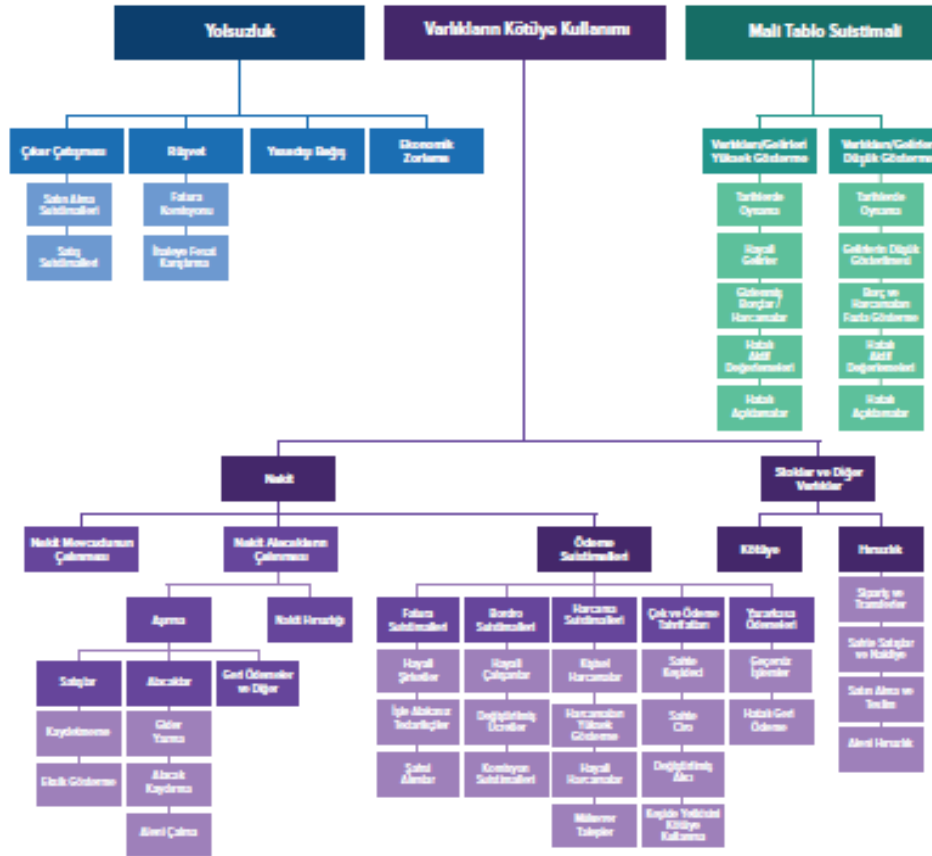 Yolsuzluk
Varlıkların Kötüye Kullanımı
Mali Tablo Suistimali
Çıkar Çatışması
Rüşvet
Yasadışı Bağış
Ekonomik
Zorlama
Varlıkları/Gelirleri
Yüksek Gösterme
Varlıkları/Gelirleri
Düşük Gösterme
Satın Alma
Suistimalleri
Satış
Suistimalleri
Fatura
Komisyonu
İhaleye Fesat
Karıştırma
Tarihlerde
Oynama
Hayali
Gelirler
Gizlenmiş
Borçlar /
Harcamalar
Hatalı
Aktif
Değerlemeleri
Hatalı
Açıklamalar
Tarihlerde
Oynama
Gelirlerin Düşük
Gösterilmesi
Borç ve
Harcamaları
Fazla Gösterme
Hatalı
Aktif
Değerlemeleri
Hatalı
Açıklamalar
Nakit
Stoklar ve Diğer
Varlıklar
Nakit Mevcudunun
Çalınması
Nakit Alacakların
Çalınması
Ödeme
Suistimalleri
Kötüye
Hırsızlık
Aşırma
Nakit Hırsızlığı
Satışlar
Alacaklar
Geri Ödemeler
ve Diğer
Kaydetmeme
Eksik Gösterme
Gider
Yazma
Alacak
Kaydırma
Aleni Çalma
Fatura
Suistimalleri
Hayali
Şirketler
İşle Alakasız
Tedarikçiler
Şahsi
Alımlar
Bordro
Suistimalleri
Hayali
Çalışanlar
Değiştirilmiş
Ücretler
Komisyon
Suistimalleri
Harcama
Suistimalleri
Kişisel
Harcamalar
Harcamaları
Yüksek
Gösterme
Hayali
Harcamalar
Mükerrer
Talepler
Çek ve Ödeme
Tahrifatları
Sahte
Keşideci
Sahte
Ciro
Değiştirilmiş
Alıcı
Keşide Yetkisini
Kötüye
Kullanma
Yazarkasa
Ödemeleri
Geçersiz
İşlemler
Hatalı Geri
Ödeme
Sipariş ve
Transferler
Sahte Satışlar
ve Nakliye
Satın Alma ve
Teslim
Aleni Hırsızlık